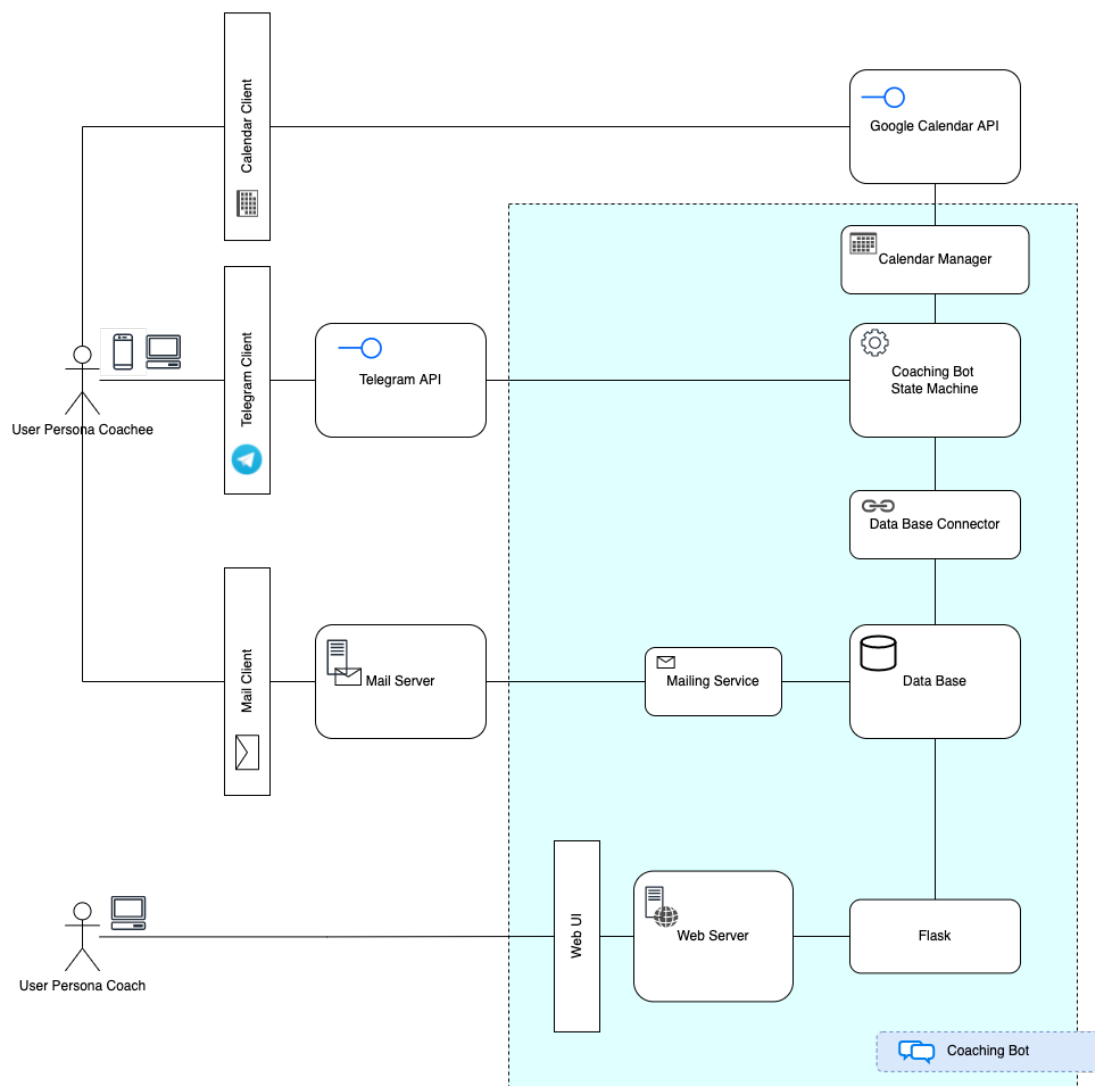 Calendar Client
Google Calendar API
Calendar Manager
Telegram Client
Telegram API
Coaching Bot
State Machine
User Persona Coachee
Data Base Connector
Mail Client
Mail Server
Mailing Service
Data Base
Web UI
Web Server
Flask
User Persona Coach
Coaching Bot